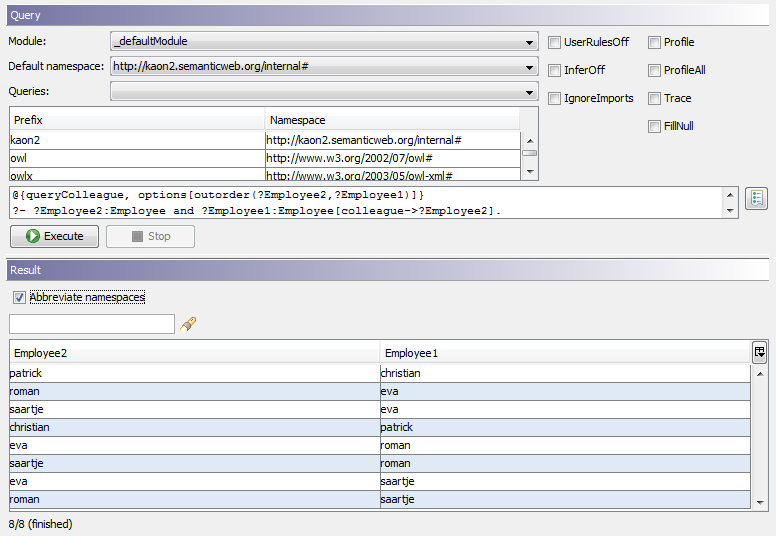 Query
Module: _defaultModule UserRulesOff Profile
Default namespace: http://kaon2.semanticweb.org/internal# InferOff ProfileAll
Queries: IgnoreImports Trace
FillNull
Prefix Namespace
kaon2 http://kaon2.semanticweb.org/internal#
owl http://www.w3.org/2002/07/owl#
owlx http://www.w3.org/2003/05/owl-xml#
@{queryColleague, options[outorder(?Employee2,?Employee1)]}
?- ?Employee2:Employee and ?Employee1:Employee[colleague->?Employee2].
Execute Stop
Result
Abbreviate namespaces
Employee2 Employee1
patrick christian
roman eva
saartje eva
christian patrick
eva roman
saartje roman
eva saartje
roman saartje
8/8 (finished)